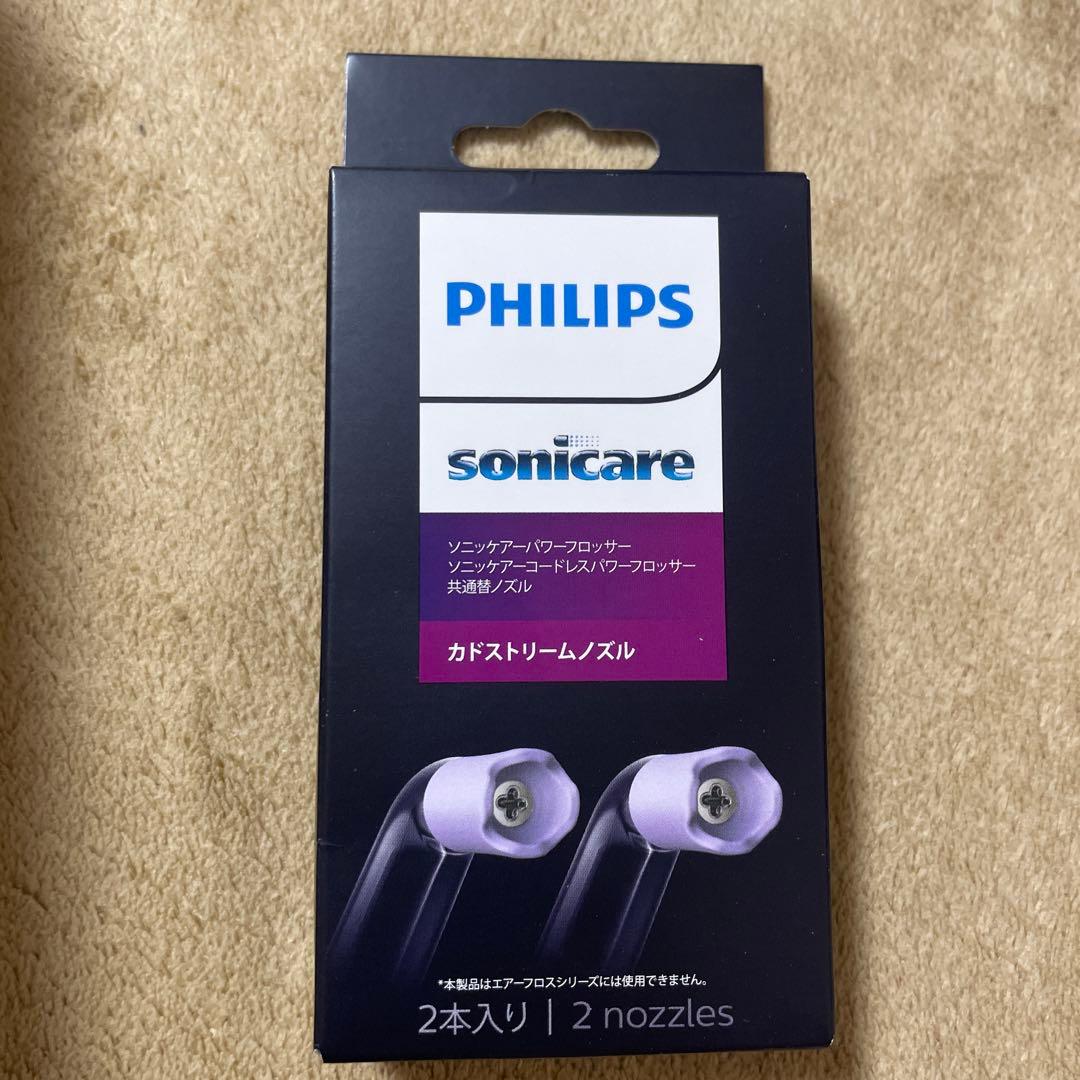 PHILIPS
sonicare
ソニッケアーパワーフロッサー
ソニッケアーコードレスパワーフロッサー
共通替ノズル
カドストリームノズル
*本製品はエアーフロスシリーズには使用できません。
2本入り | 2 nozzles